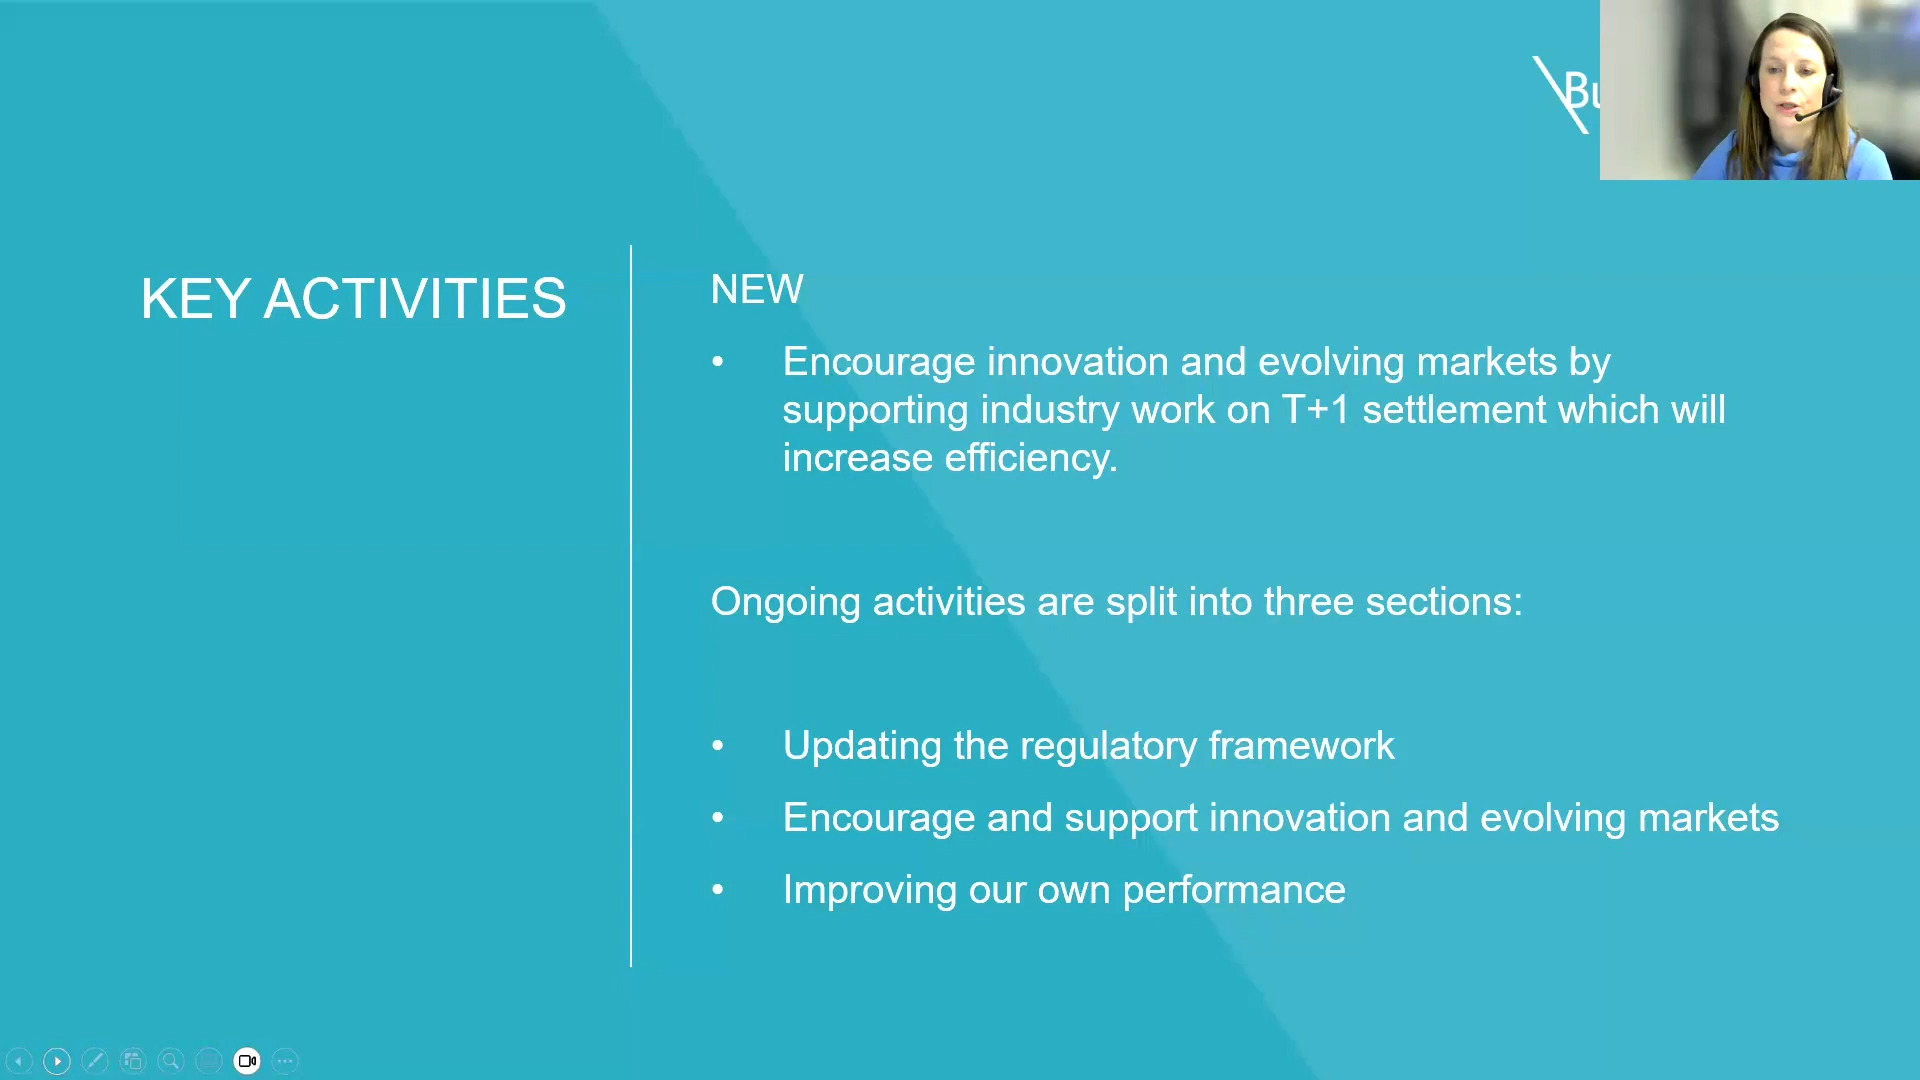 KEY ACTIVITIES
NEW
• Encourage innovation and evolving markets by
supporting industry work on T+1 settlement which will
increase efficiency.
Ongoing activities are split into three sections:
• Updating the regulatory framework
• Encourage and support innovation and evolving markets
• Improving our own performance